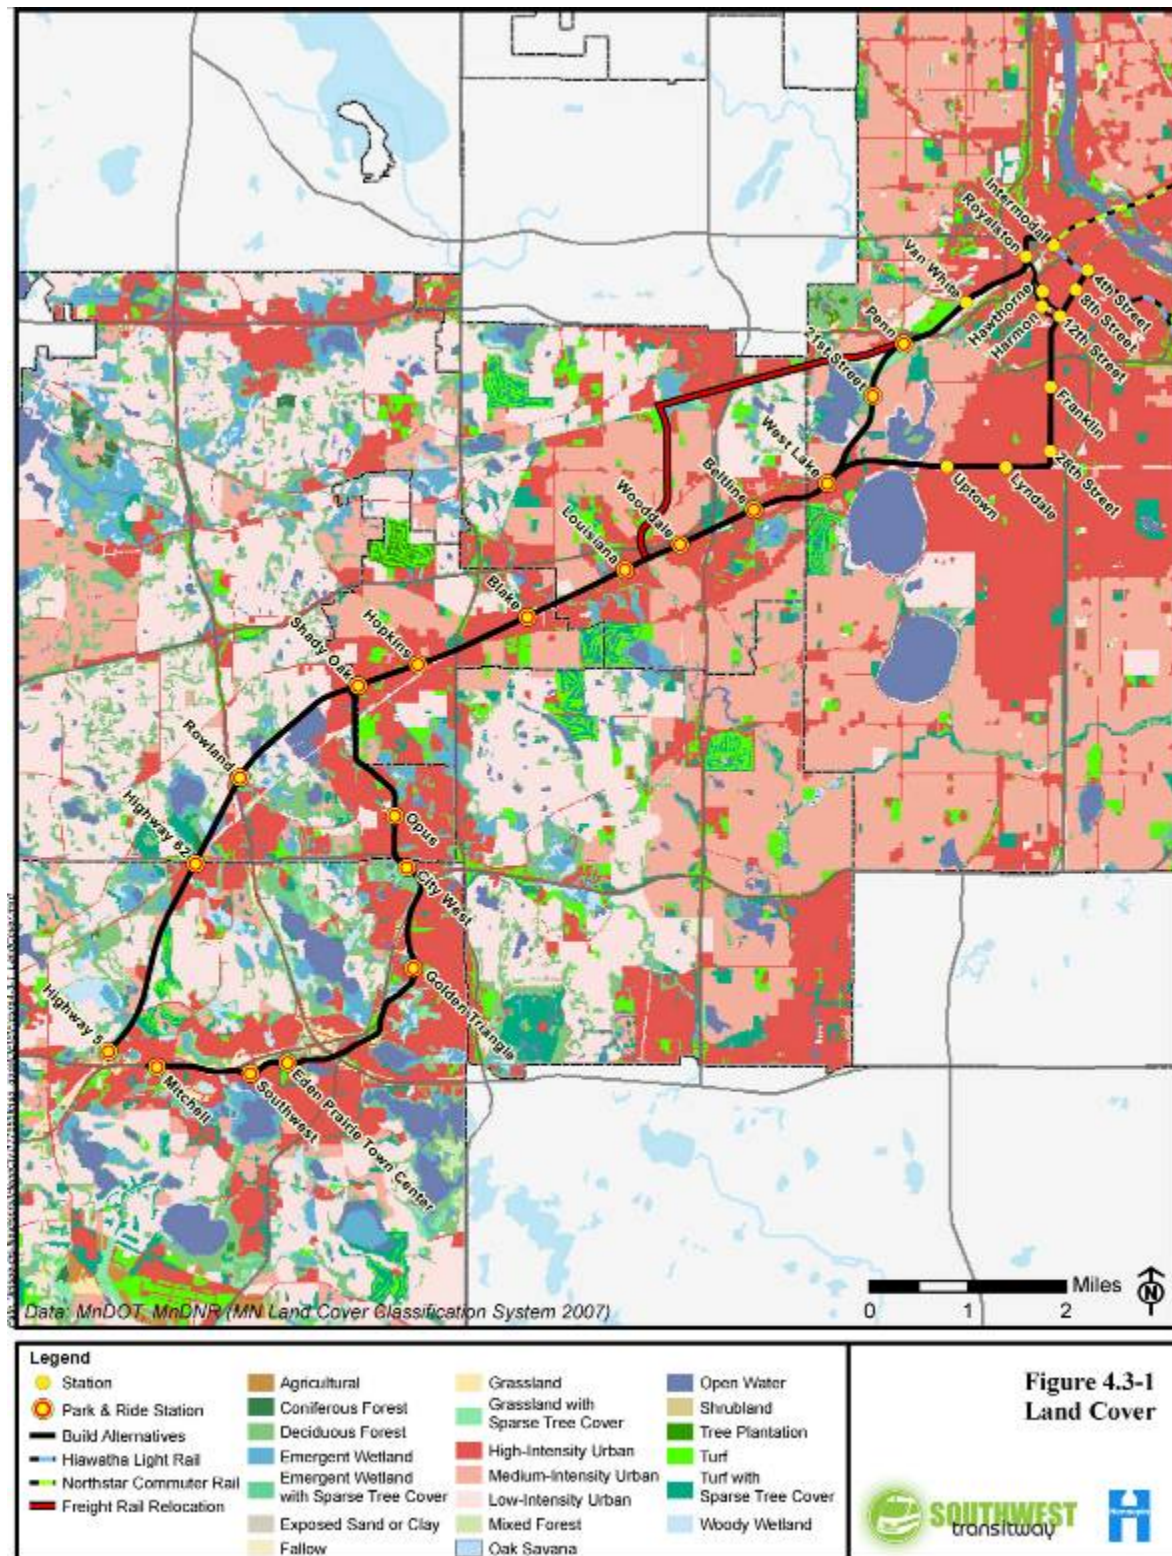 Intermodal
Royalston
Van White
Penn
21st Street
West Lake
Beltline
Wooddale
Louisiana
Blake
Hopkins
Shady Oak
Rowland
Highway 62
Highway 5
Mitchell
Southwest
Eden Prairie Town Center
Golden Triangle
City West
Opus
Hawthorne
Harmon
4th Street
8th Street
12th Street
Franklin
28th Street
Lyndale
Uptown
Miles
0 1 2
N
Data: MnDOT, MnDNR (MN Land Cover Classification System 2007)
Legend
Station
Park & Ride Station
Build Alternatives
Hiawatha Light Rail
Northstar Commuter Rail
Freight Rail Relocation
Agricultural
Coniferous Forest
Deciduous Forest
Emergent Wetland
Emergent Wetland
with Sparse Tree Cover
Exposed Sand or Clay
Fallow
Grassland
Grassland with
Sparse Tree Cover
High-Intensity Urban
Medium-Intensity Urban
Low-Intensity Urban
Mixed Forest
Oak Savana
Open Water
Shrubland
Tree Plantation
Turf
Turf with
Sparse Tree Cover
Woody Wetland
Figure 4.3-1
Land Cover
SOUTHWEST
transitway